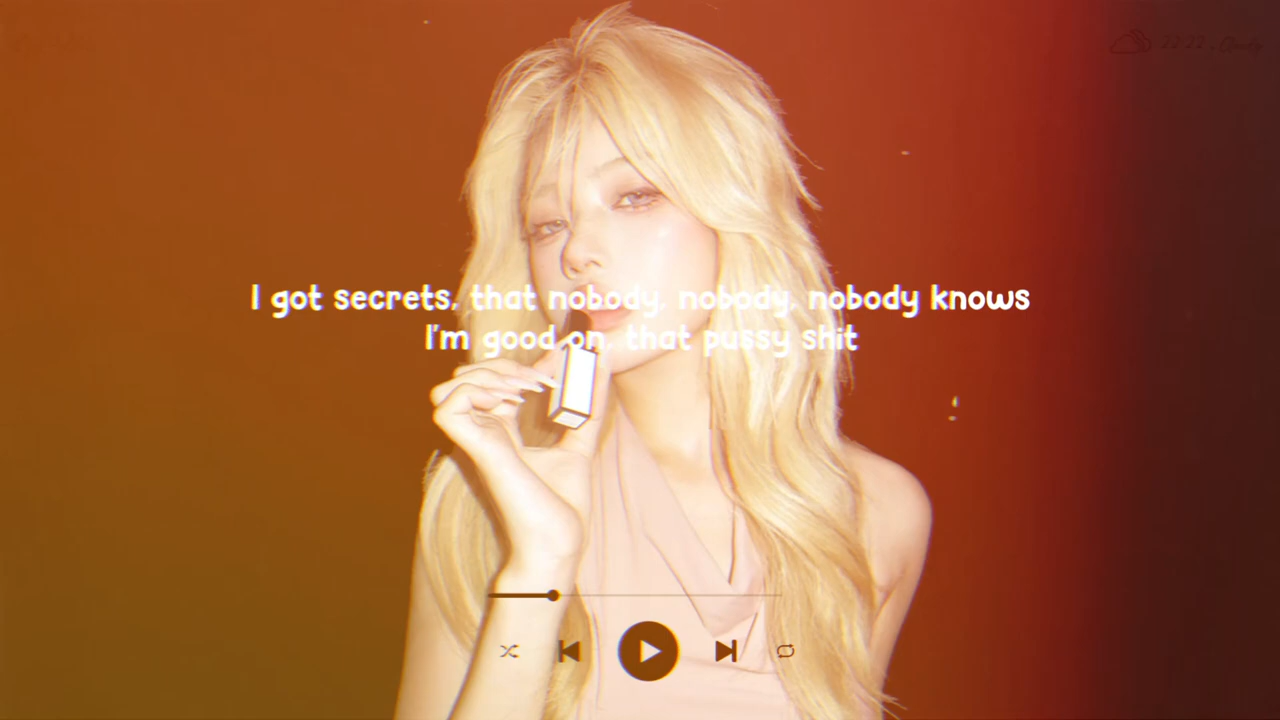 I got secrets, that nobody, nobody, nobody knows
I'm good on, that pussy shit